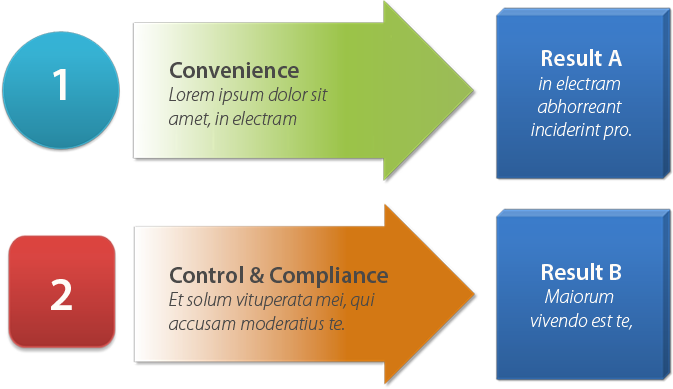 1
Convenience
Lorem ipsum dolor sit
amet, in electram
Result A
in electram
abhorreant
inciderint pro.
2
Control & Compliance
Et solum vituperata mei, qui
accusam moderatius te.
Result B
Maiorum
vivendo est te,